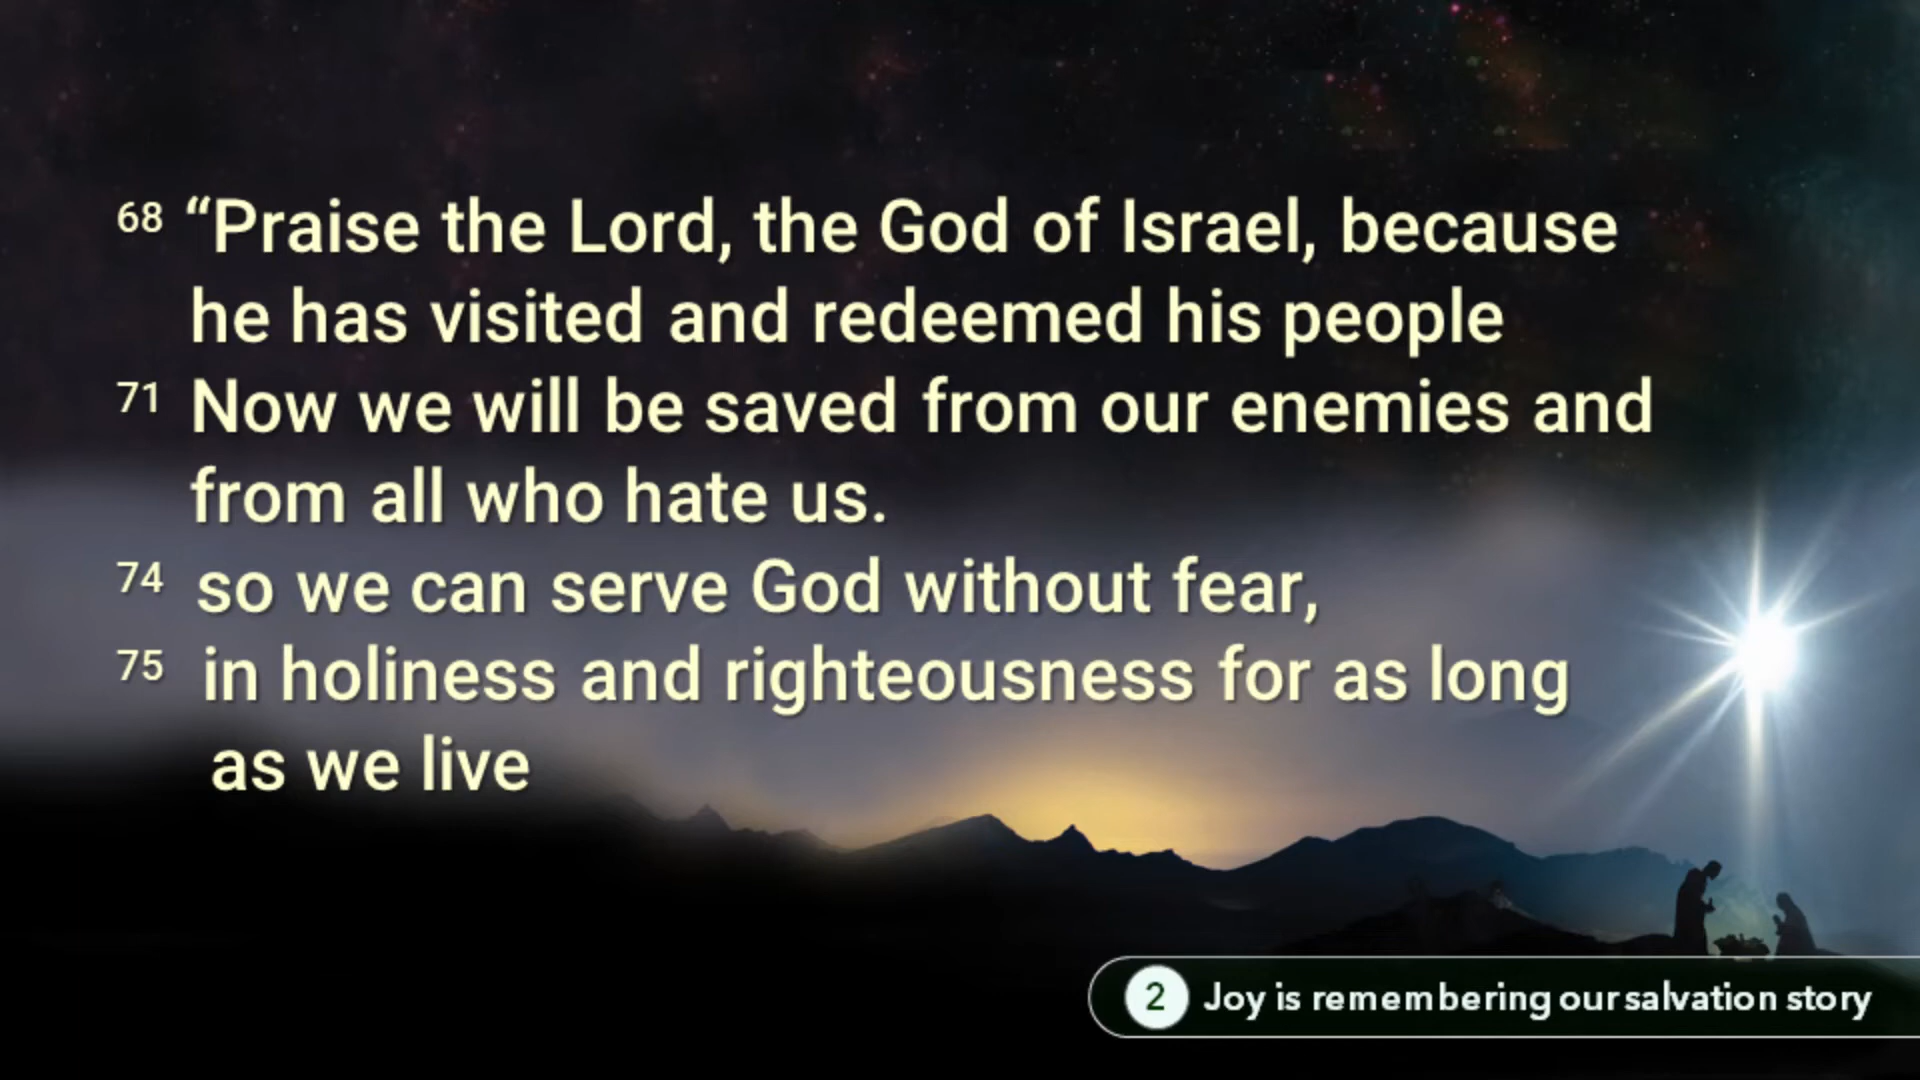 68 “Praise the Lord, the God of Israel, because
he has visited and redeemed his people
71 Now we will be saved from our enemies and
from all who hate us.
74 so we can serve God without fear,
75 in holiness and righteousness for as long
as we live
2 Joy is remembering our salvation story